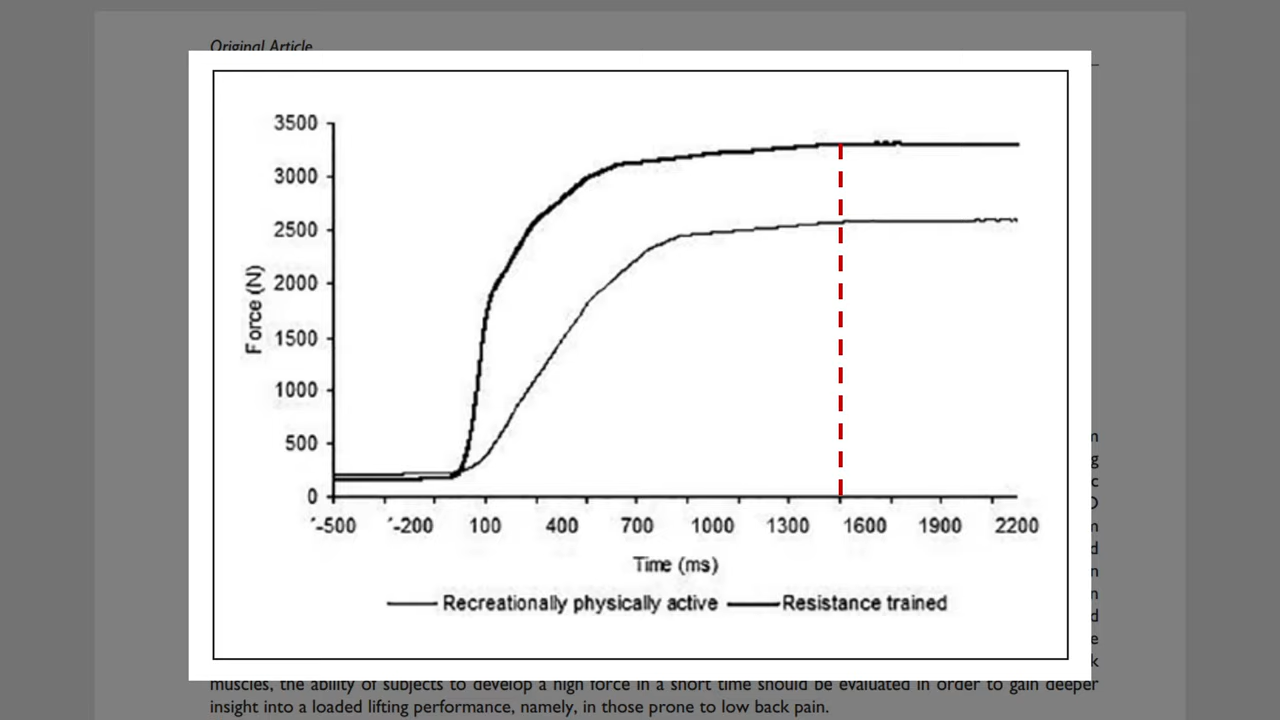 Original Article
3500
3000
2500
2000
1500
1000
500
0
Force (N)
´-500 ´-200 100 400 700 1000 1300 1600 1900 2200
Time (ms)
Recreationally physically active Resistance trained
n
g
c
D
n
d
n
n
d
e
k
muscles, the ability of subjects to develop a high force in a short time should be evaluated in order to gain deeper
insight into a loaded lifting performance, namely, in those prone to low back pain.